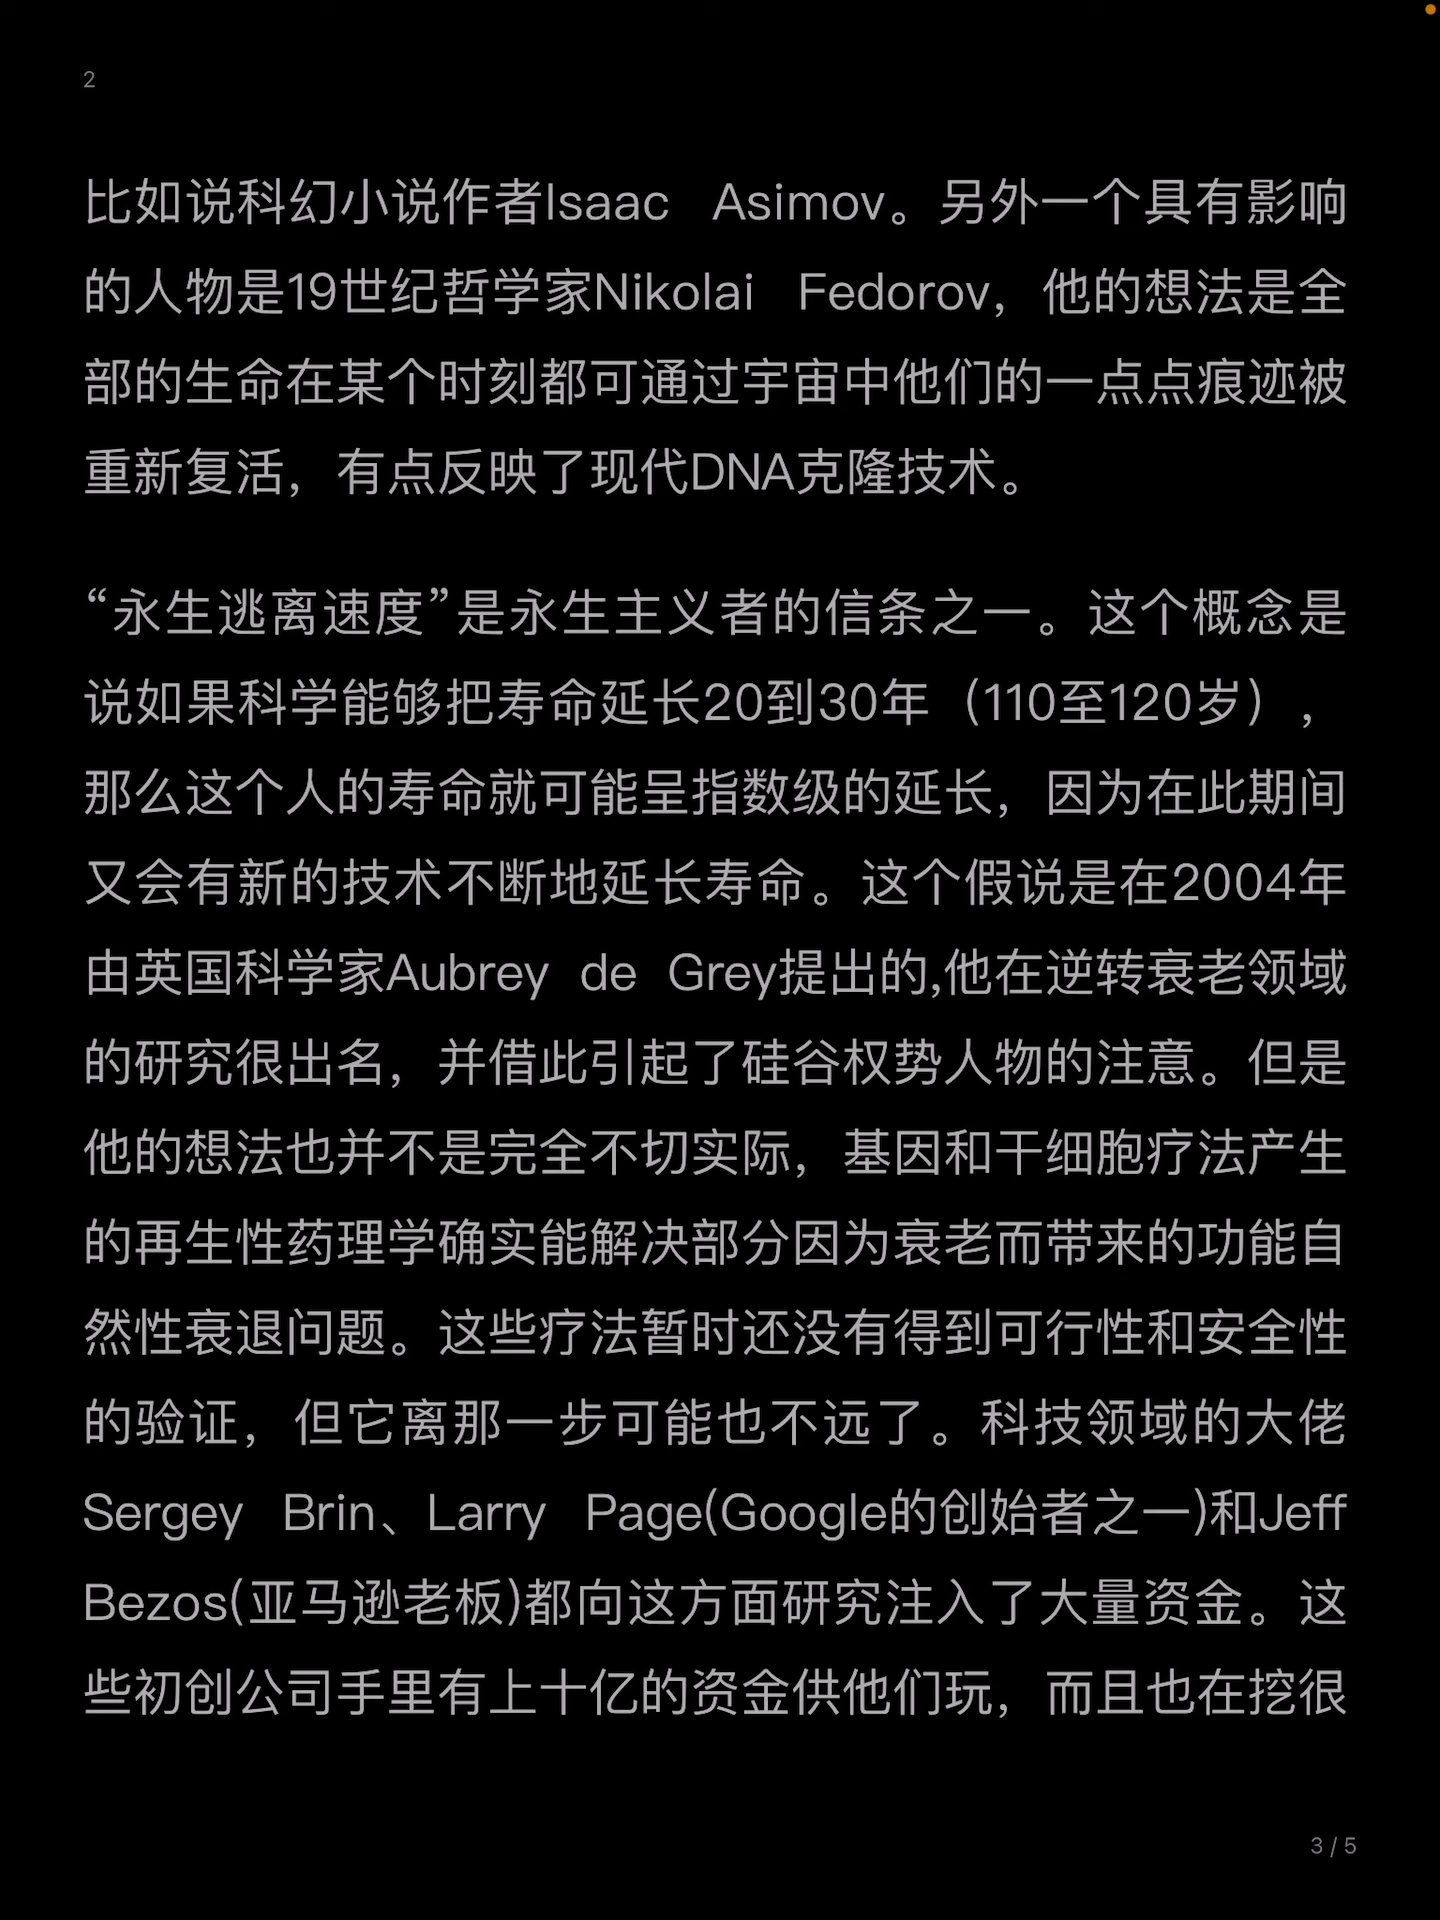 2
比如说科幻小说作者Isaac Asimov。另外一个具有影响
的人物是19世纪哲学家Nikolai Fedorov，他的想法是全
部的生命在某个时刻都可通过宇宙中他们的一点点痕迹被
重新复活，有点反映了现代DNA克隆技术。
“永生逃离速度”是永生主义者的信条之一。这个概念是
说如果科学能够把寿命延长20到30年（110至120岁），
那么这个人的寿命就可能呈指数级的延长，因为在此期间
又会有新的技术不断地延长寿命。这个假说是在2004年
由英国科学家Aubrey de Grey提出的,他在逆转衰老领域
的研究很出名，并借此引起了硅谷权势人物的注意。但是
他的想法也并不是完全不切实际，基因和干细胞疗法产生
的再生性药理学确实能解决部分因为衰老而带来的功能自
然性衰退问题。这些疗法暂时还没有得到可行性和安全性
的验证，但它离那一步可能也不远了。科技领域的大佬
Sergey Brin、Larry Page(Google的创始者之一)和Jeff
Bezos(亚马逊老板)都向这方面研究注入了大量资金。这
些初创公司手里有上十亿的资金供他们玩，而且也在挖很
3 / 5